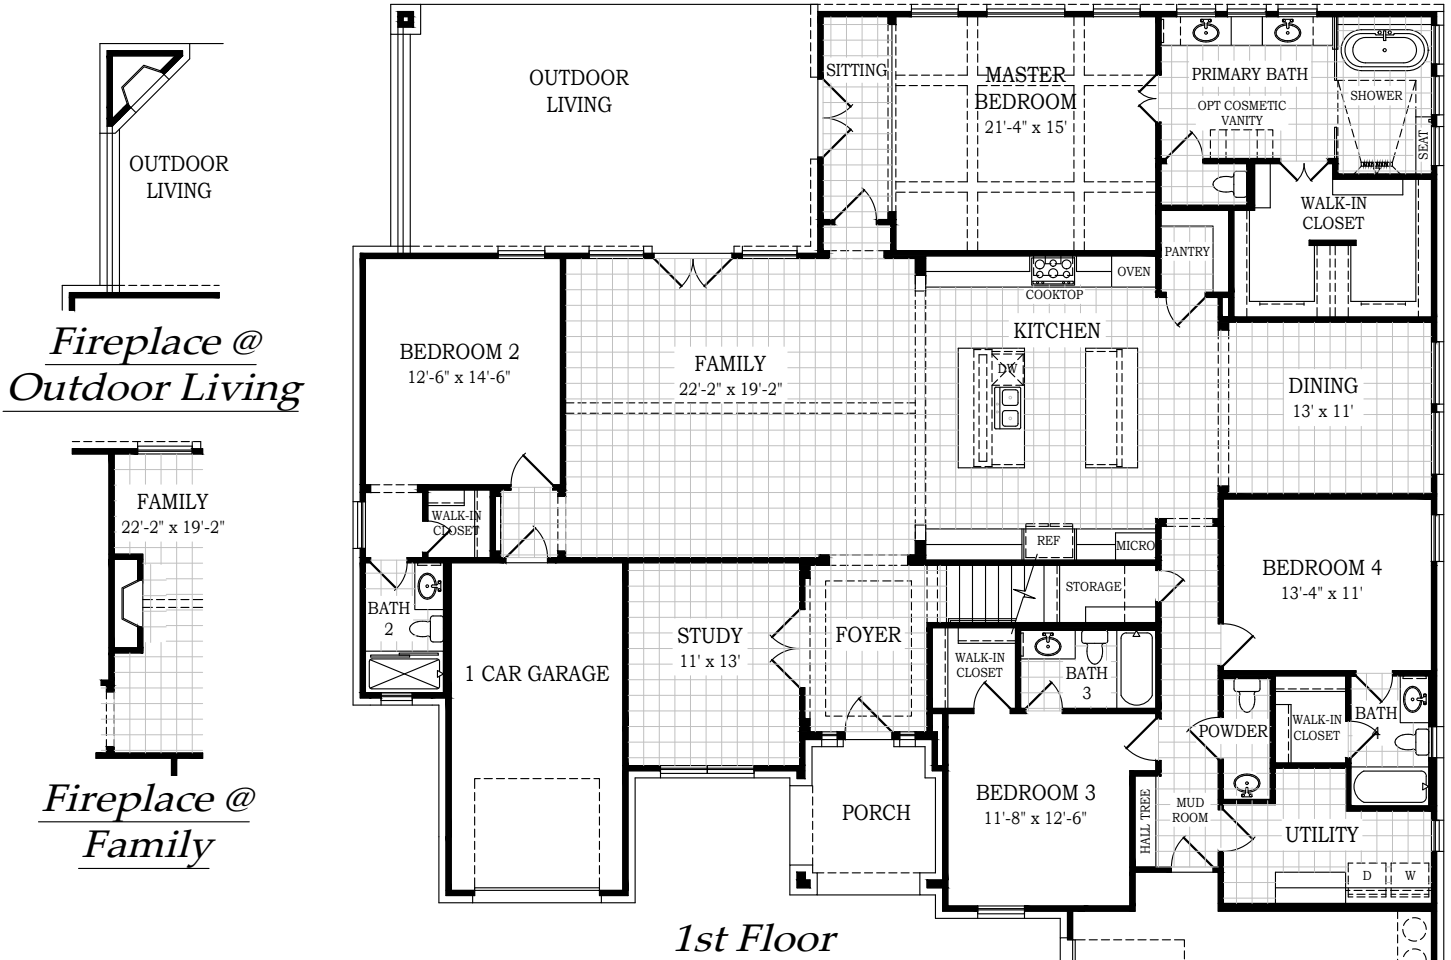 OUTDOOR
LIVING
Fireplace @
Outdoor Living
FAMILY
22'-2" x 19'-2"
Fireplace @
Family
OUTDOOR
LIVING
SITTING
MASTER
BEDROOM
21'-4" x 15'
PRIMARY BATH
OPT COSMETIC
VANITY
SHOWER
SEAT
WALK-IN
CLOSET
PANTRY
OVEN
COOKTOP
KITCHEN
DW
BEDROOM 2
12'-6" x 14'-6"
FAMILY
22'-2" x 19'-2"
DINING
13' x 11'
WALK-IN
CLOSET
REF
MICRO
BATH
2
1 CAR GARAGE
STUDY
11' x 13'
FOYER
STORAGE
BEDROOM 4
13'-4" x 11'
WALK-IN
CLOSET
BATH
3
POWDER
WALK-IN
CLOSET
BATH
4
PORCH
BEDROOM 3
11'-8" x 12'-6"
HALL TREE
MUD
ROOM
UTILITY
D
W
1st Floor